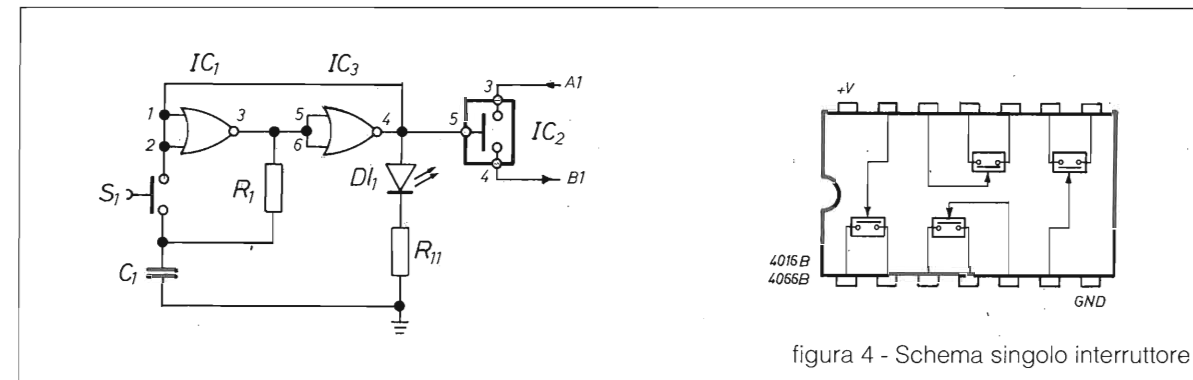 IC1
IC3
1
2
3
5
6
4
5
3
A1
IC2
4
B1
S1
R1
DI1
R11
C1
+V
4016B
4066B
GND
figura 4 - Schema singolo interruttore